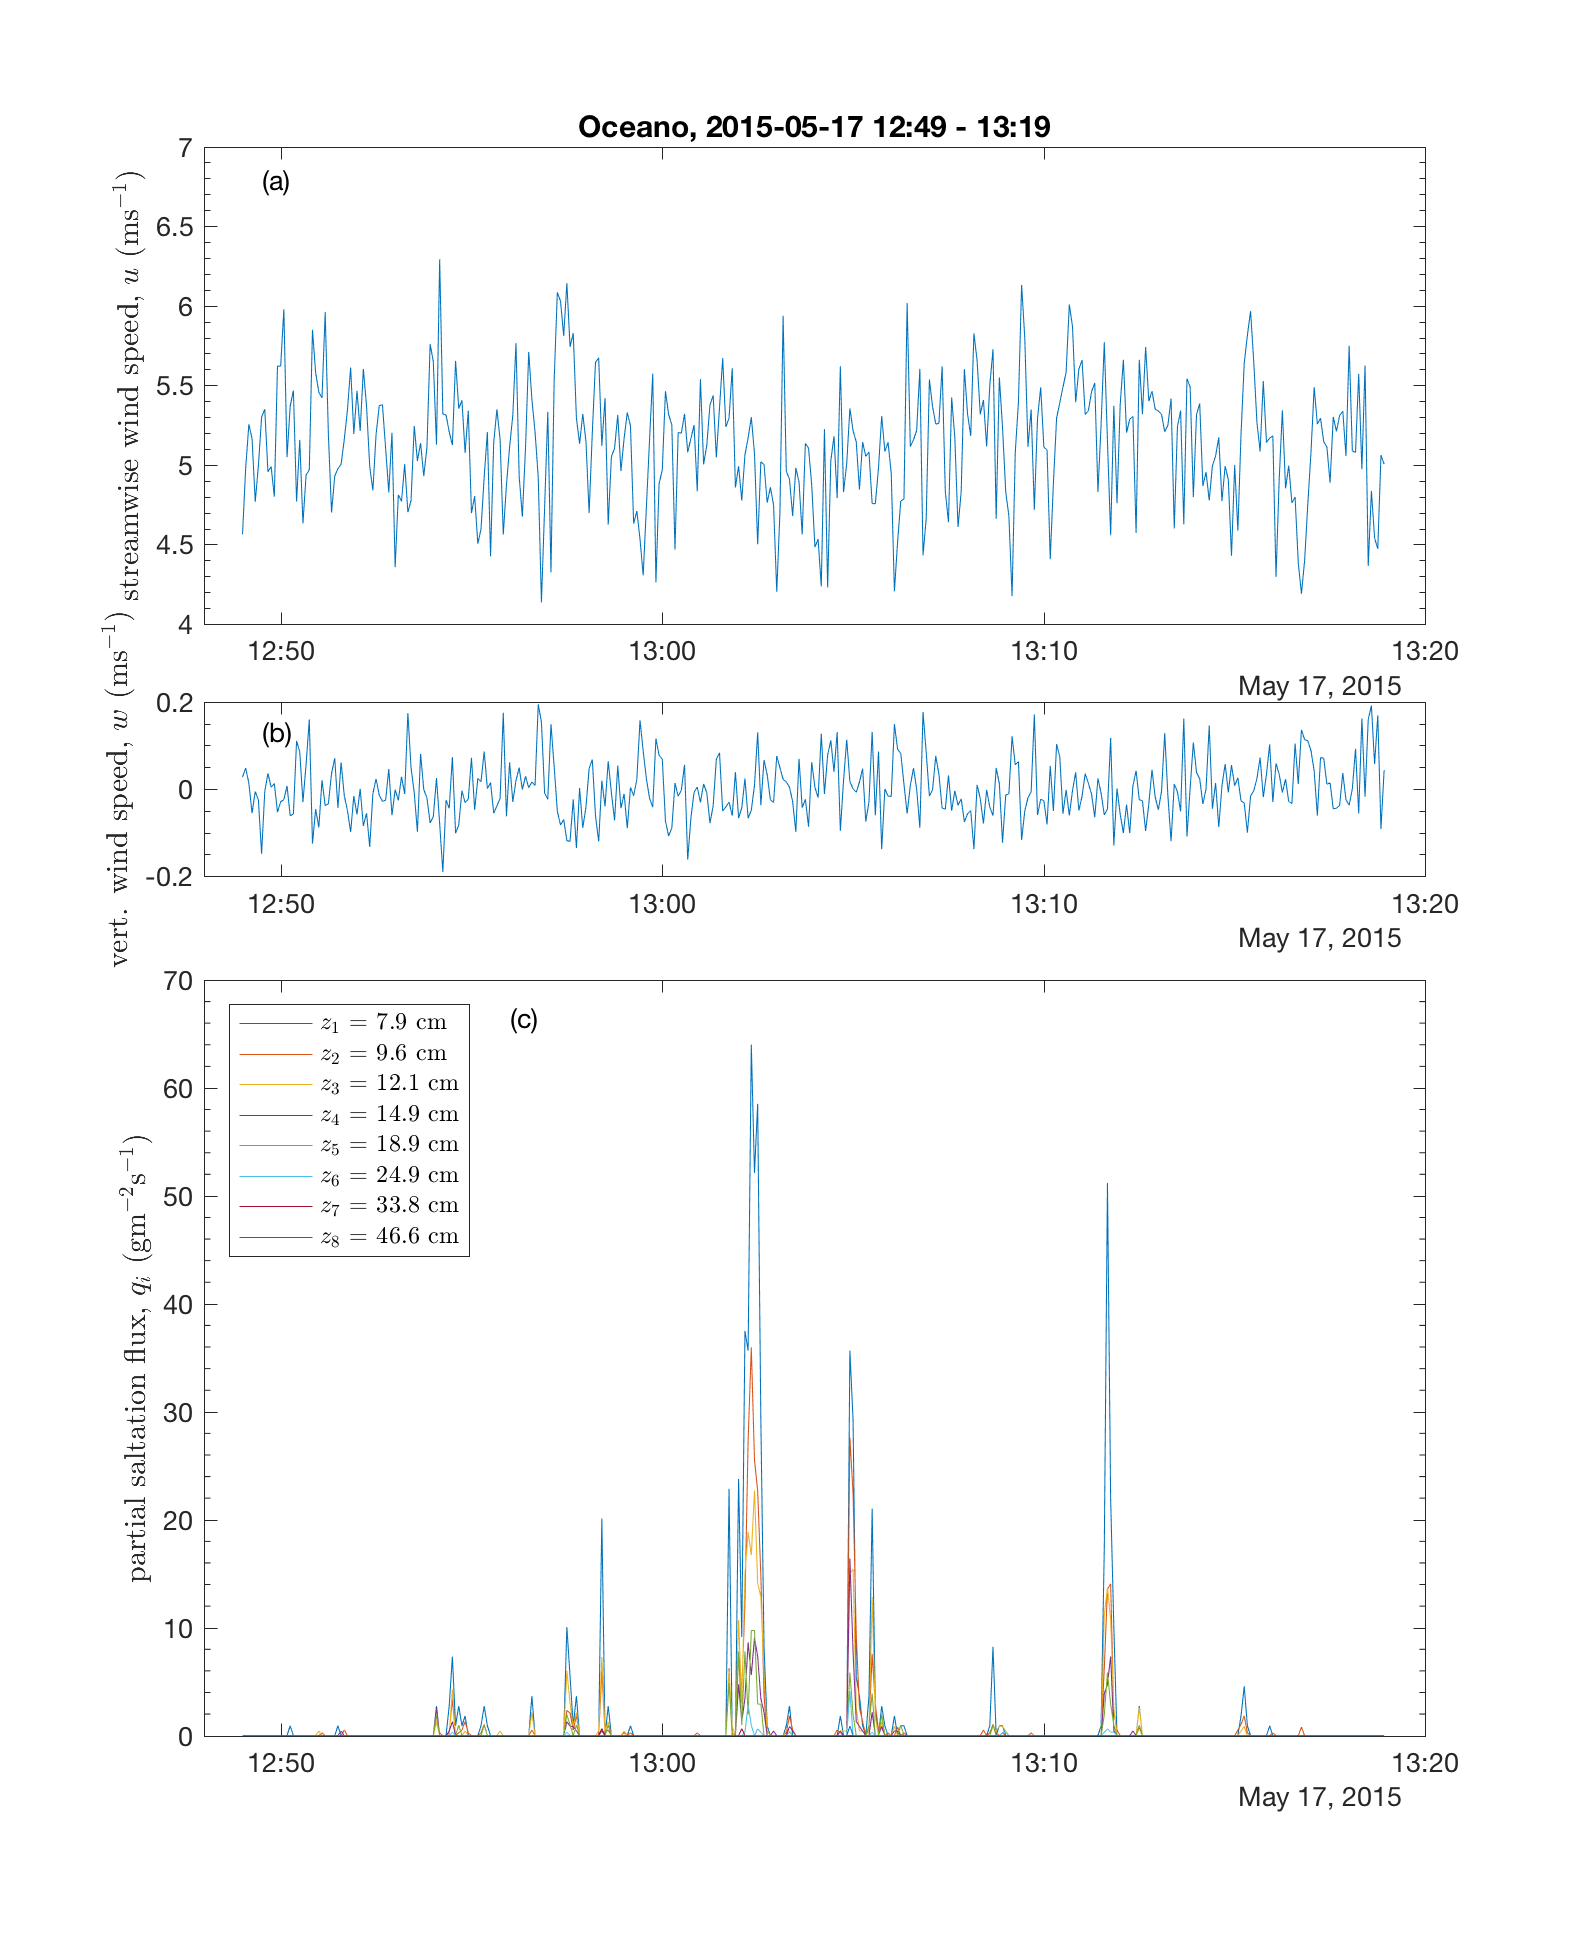 Oceano, 2015-05-17 12:49 - 13:19
(a)
streamwise wind speed, u (ms⁻¹)
7
6.5
6
5.5
5
4.5
4
12:50 13:00 13:10 13:20
May 17, 2015
(b)
vert. wind speed, w (ms⁻¹)
0.2
0
-0.2
12:50 13:00 13:10 13:20
May 17, 2015
(c)
partial saltation flux, qᵢ (gm⁻²s⁻¹)
70
60
50
40
30
20
10
0
z₁ = 7.9 cm
z₂ = 9.6 cm
z₃ = 12.1 cm
z₄ = 14.9 cm
z₅ = 18.9 cm
z₆ = 24.9 cm
z₇ = 33.8 cm
z₈ = 46.6 cm
12:50 13:00 13:10 13:20
May 17, 2015